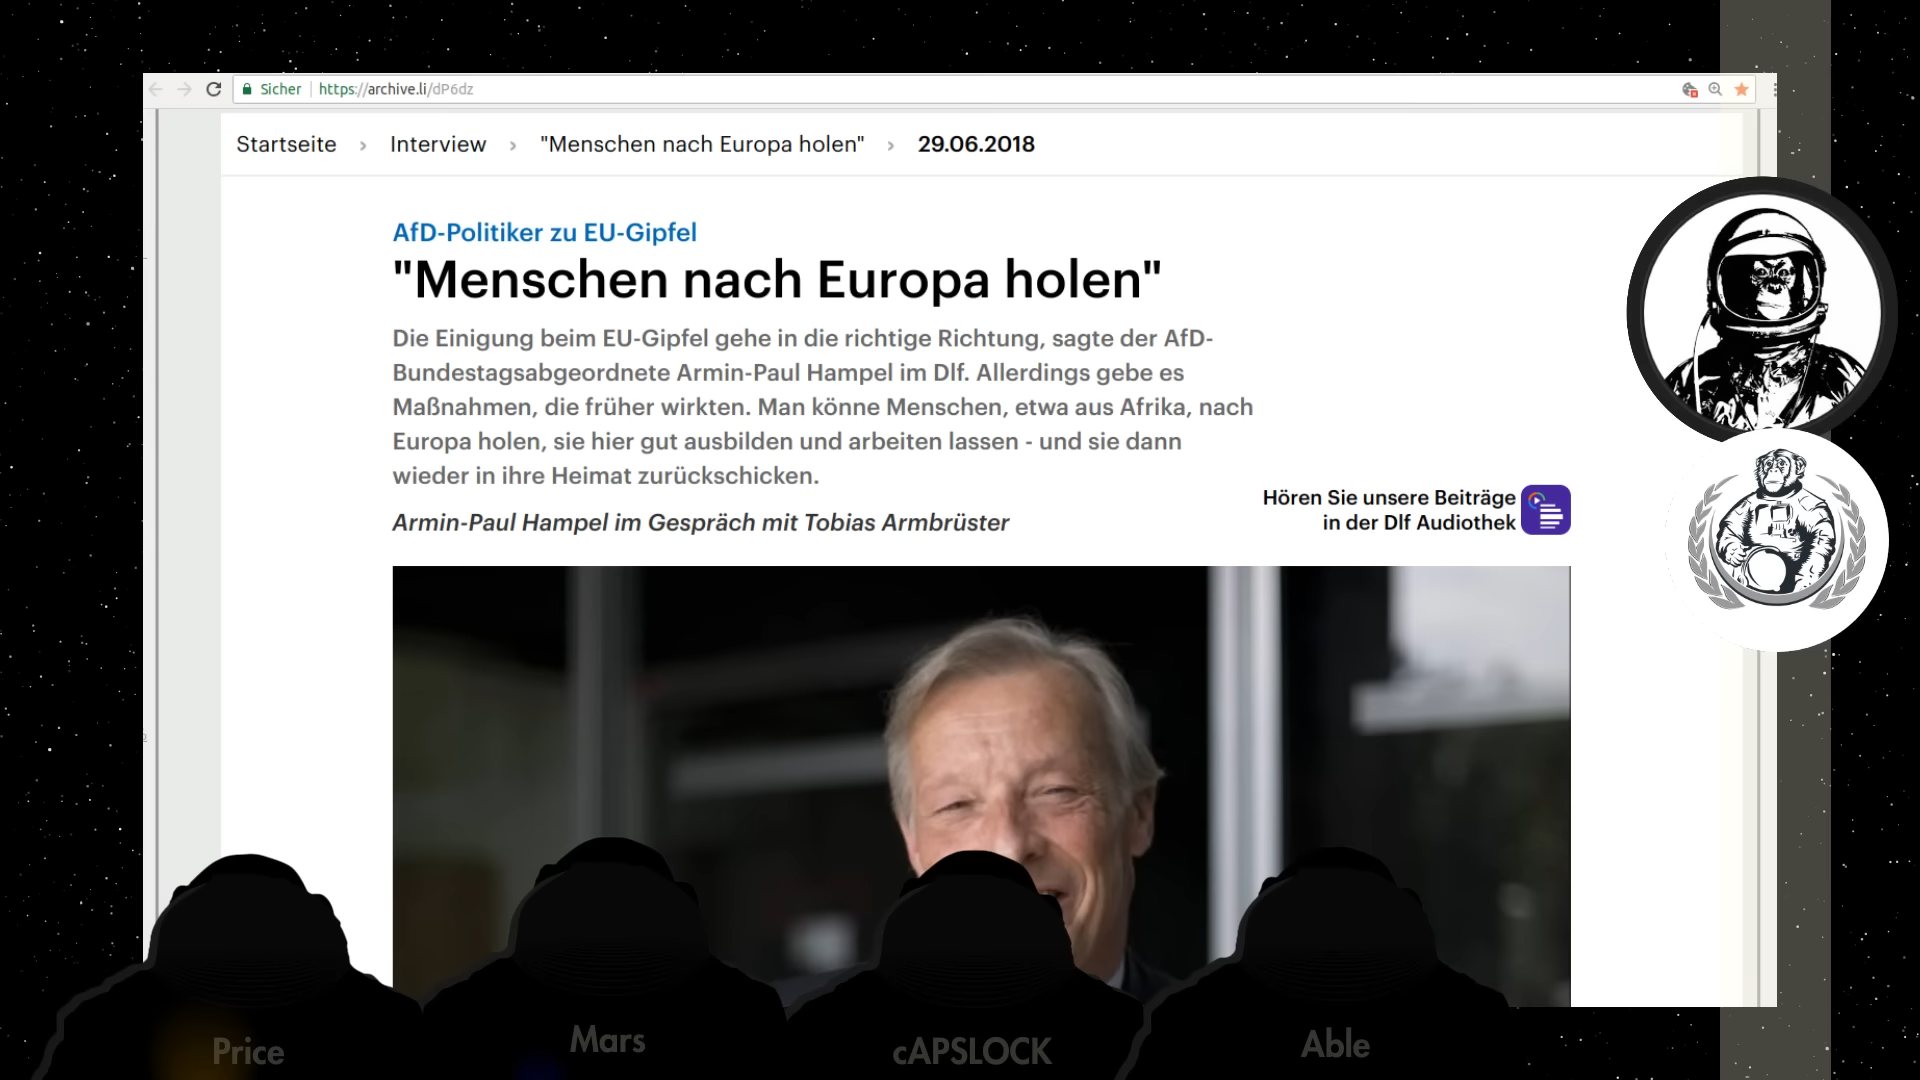 Sicher
https://archive.li/dP6dz
Startseite › Interview › "Menschen nach Europa holen" › 29.06.2018
AfD-Politiker zu EU-Gipfel
"Menschen nach Europa holen"
Die Einigung beim EU-Gipfel gehe in die richtige Richtung, sagte der AfD-
Bundestagsabgeordnete Armin-Paul Hampel im Dlf. Allerdings gebe es
Maßnahmen, die früher wirkten. Man könne Menschen, etwa aus Afrika, nach
Europa holen, sie hier gut ausbilden und arbeiten lassen - und sie dann
wieder in ihre Heimat zurückschicken.
Armin-Paul Hampel im Gespräch mit Tobias Armbrüster
Hören Sie unsere Beiträge
in der Dlf Audiothek
Price
Mars
cAPSLOCK
Able